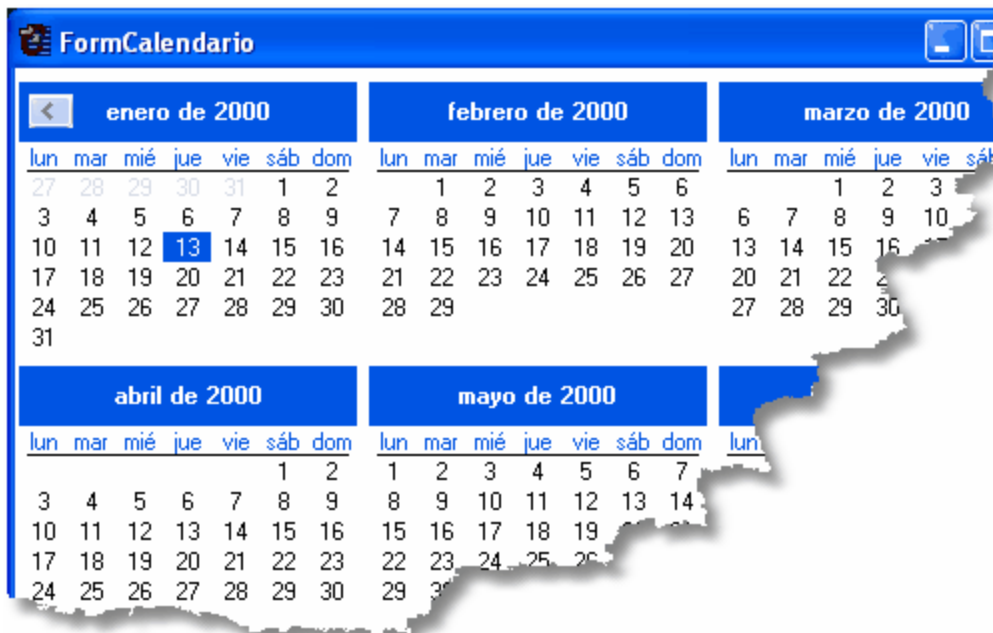 FormCalendario
enero de 2000 febrero de 2000 marzo de 2000
lun mar mié jue vie sáb dom lun mar mié jue vie sáb dom lun mar mié jue vie sáb
27 28 29 30 31 1 2 1 2 3 4 5 6 1 2 3
3 4 5 6 7 8 9 7 8 9 10 11 12 13 6 7 8 9 10
10 11 12 13 14 15 16 14 15 16 17 18 19 20 13 14 15 16 17
17 18 19 20 21 22 23 21 22 23 24 25 26 27 20 21 22
24 25 26 27 28 29 30 28 29 27 28 29 30
31
abril de 2000 mayo de 2000
lun mar mié jue vie sáb dom lun mar mié jue vie sáb dom lun
1 2 1 2 3 4 5 6 7
3 4 5 6 7 8 9 8 9 10 11 12 13 14
10 11 12 13 14 15 16 15 16 17 18 19
17 18 19 20 21 22 23 22 23 24 25 26
24 25 26 27 28 29 30 29